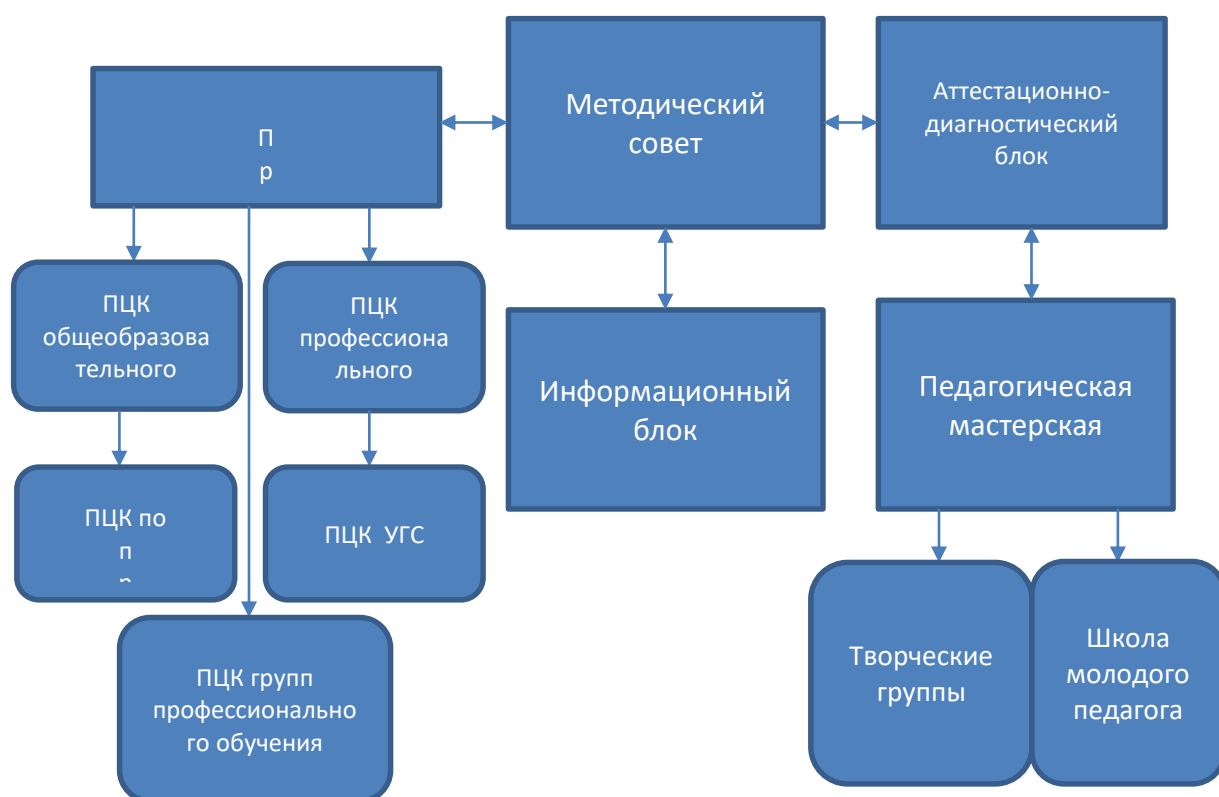 П
р
Методический
совет
Аттестационно-
диагностический
блок
ПЦК
общеобразова
тельного
ПЦК
профессиона
льного
Информационный
блок
Педагогическая
мастерская
ПЦК по
п
ПЦК УГС
ПЦК групп
профессионально
го обучения
Творческие
группы
Школа
молодого
педагога